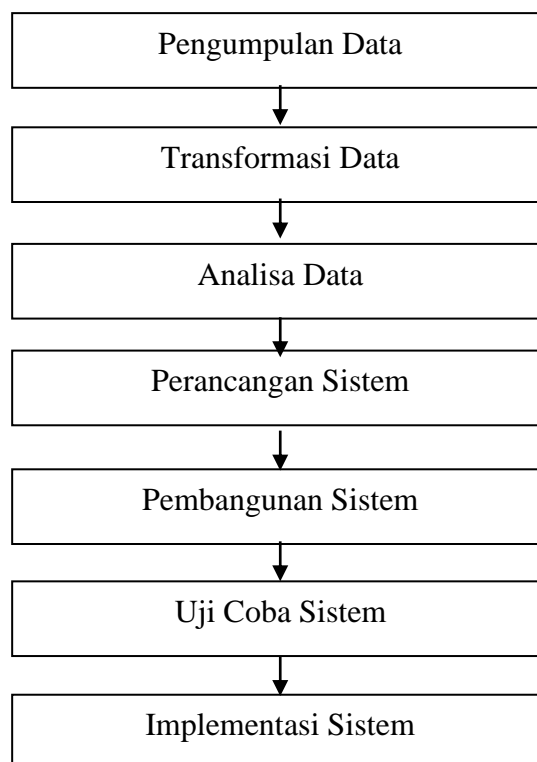 Pengumpulan Data
Transformasi Data
Analisa Data
Perancangan Sistem
Pembangunan Sistem
Uji Coba Sistem
Implementasi Sistem